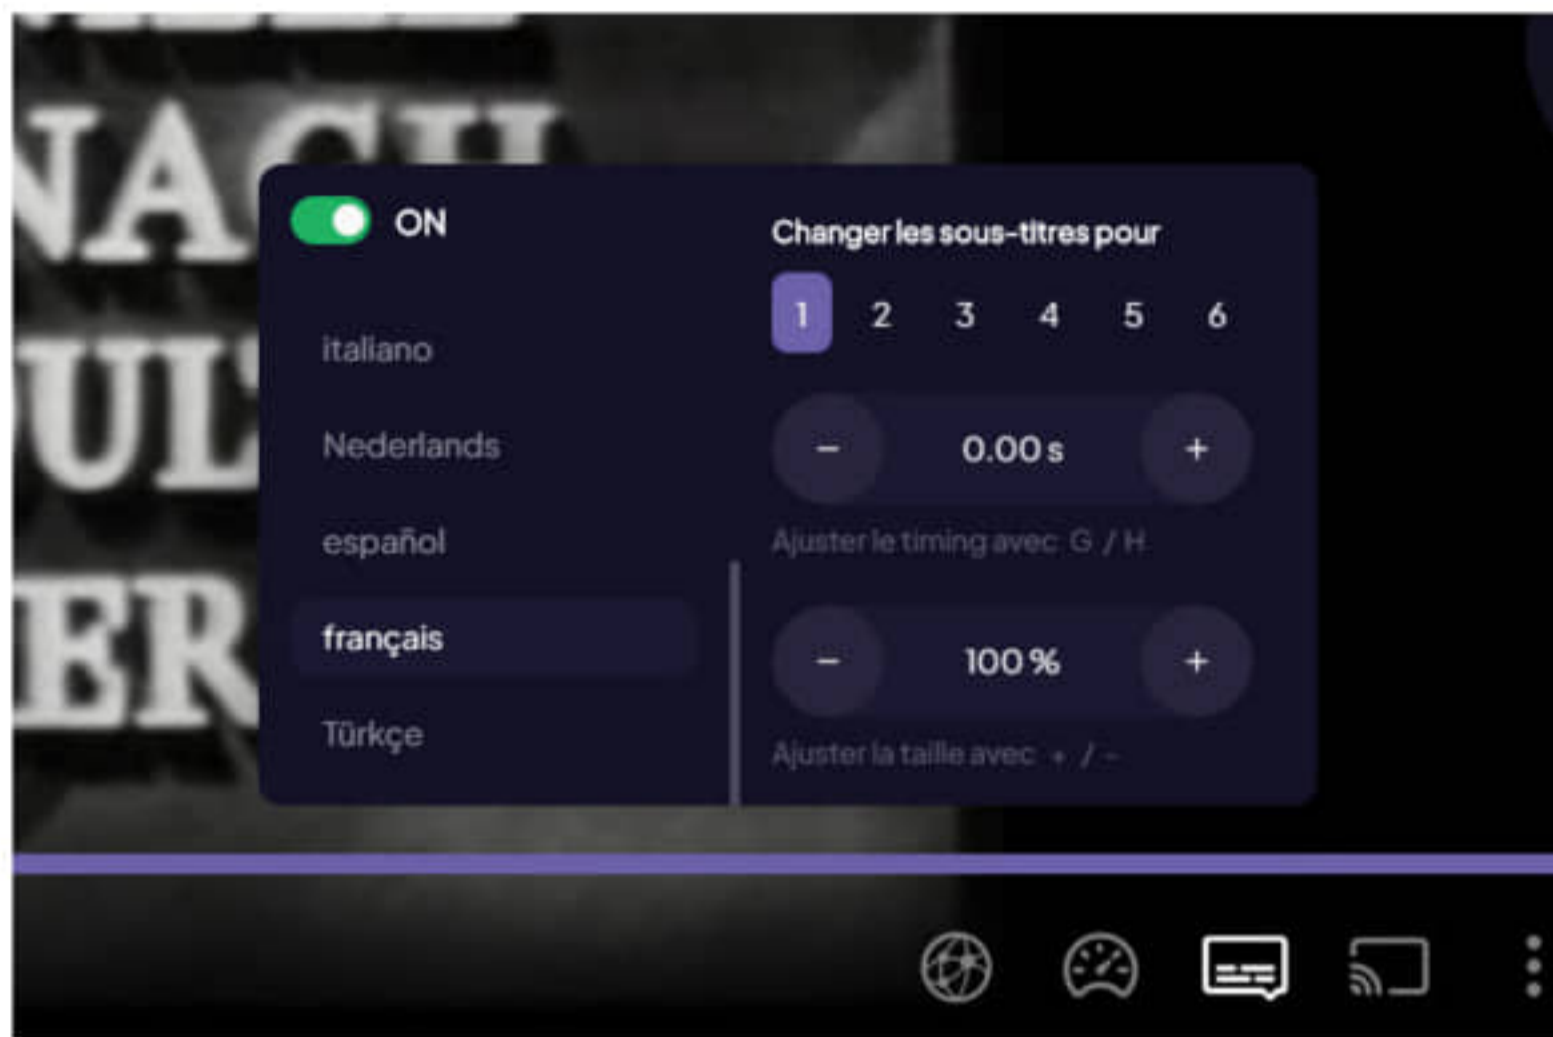 NACH
ON
Changer les sous-titres pour
1 2 3 4 5 6
italiano
Nederlands
0.00 s
+
español
Ajuster le timing avec G / H
français
100 %
+
Türkçe
Ajuster la taille avec + / -